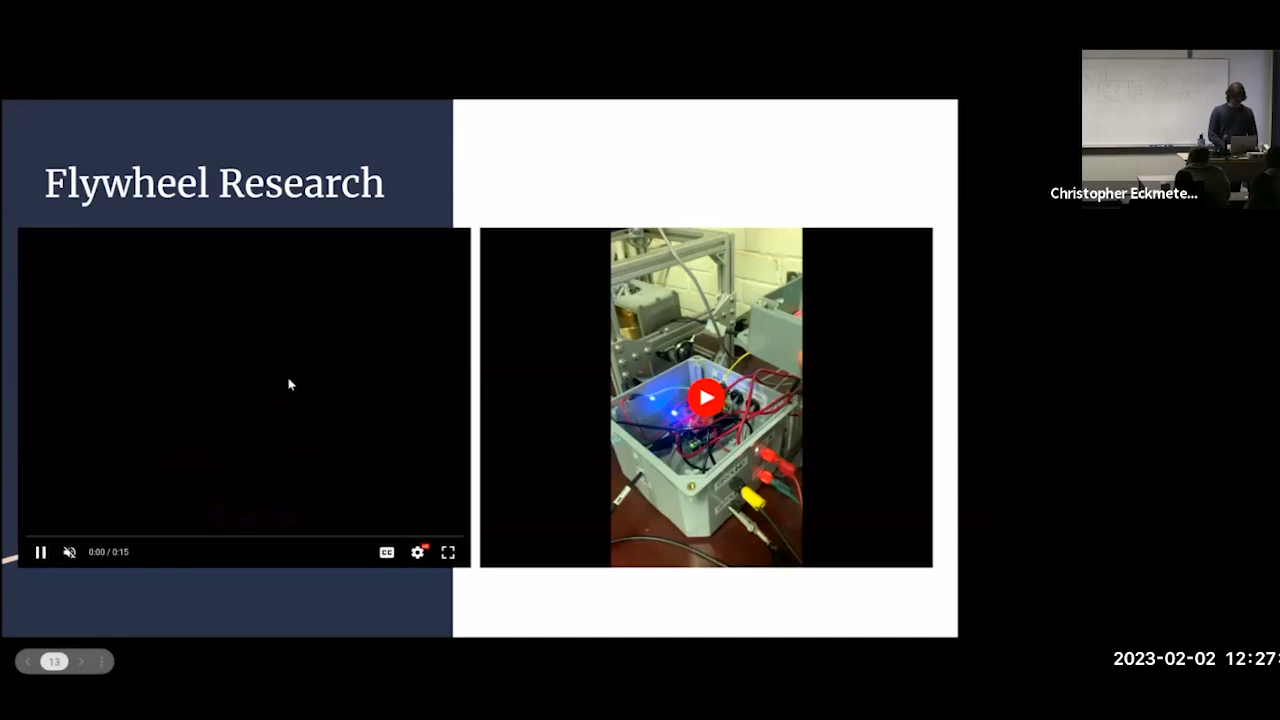 Flywheel Research
0:00 / 0:15
CC
13
Christopher Eckmete...
2023-02-02 12:27: